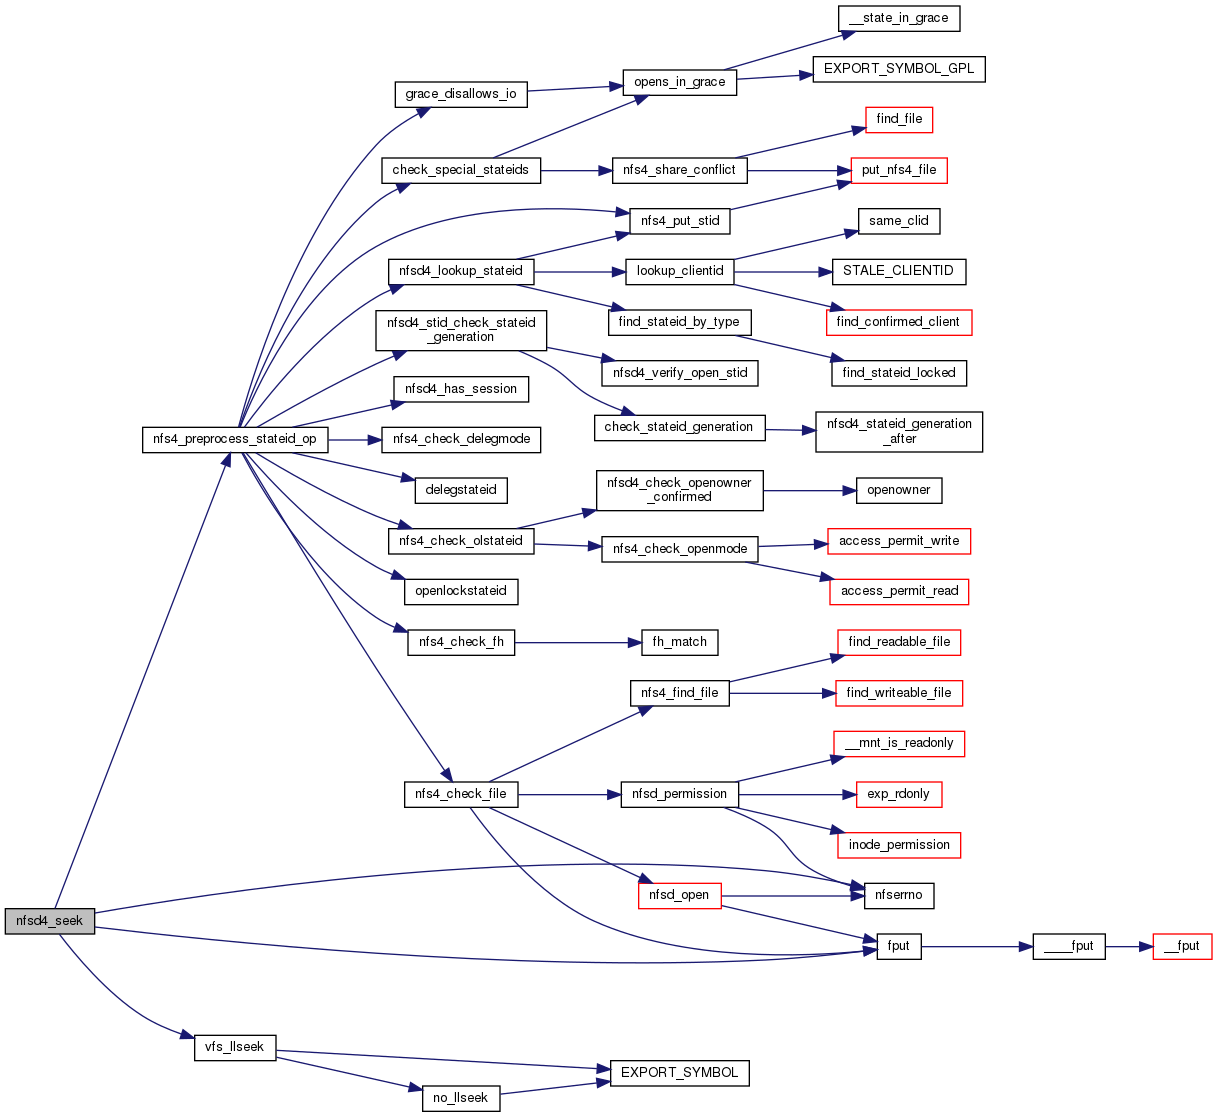 __state_in_grace
EXPORT_SYMBOL_GPL
opens_in_grace
grace_disallows_io
find_file
check_special_stateids
nfs4_share_conflict
put_nfs4_file
nfs4_put_stid
same_clid
nfsd4_lookup_stateid
lookup_clientid
STALE_CLIENTID
nfsd4_stid_check_stateid
_generation
find_stateid_by_type
find_confirmed_client
nfsd4_verify_open_stid
find_stateid_locked
nfsd4_has_session
check_stateid_generation
nfsd4_stateid_generation
_after
nfs4_preprocess_stateid_op
nfs4_check_delegmode
delegstateid
nfsd4_check_openowner
_confirmed
openowner
nfs4_check_olstateid
nfs4_check_openmode
access_permit_write
openlockstateid
access_permit_read
nfs4_check_fh
fh_match
find_readable_file
nfs4_find_file
find_writeable_file
__mnt_is_readonly
nfs4_check_file
nfsd_permission
exp_rdonly
inode_permission
nfsd_open
nfserrno
nfsd4_seek
fput
____fput
__fput
vfs_llseek
EXPORT_SYMBOL
no_llseek